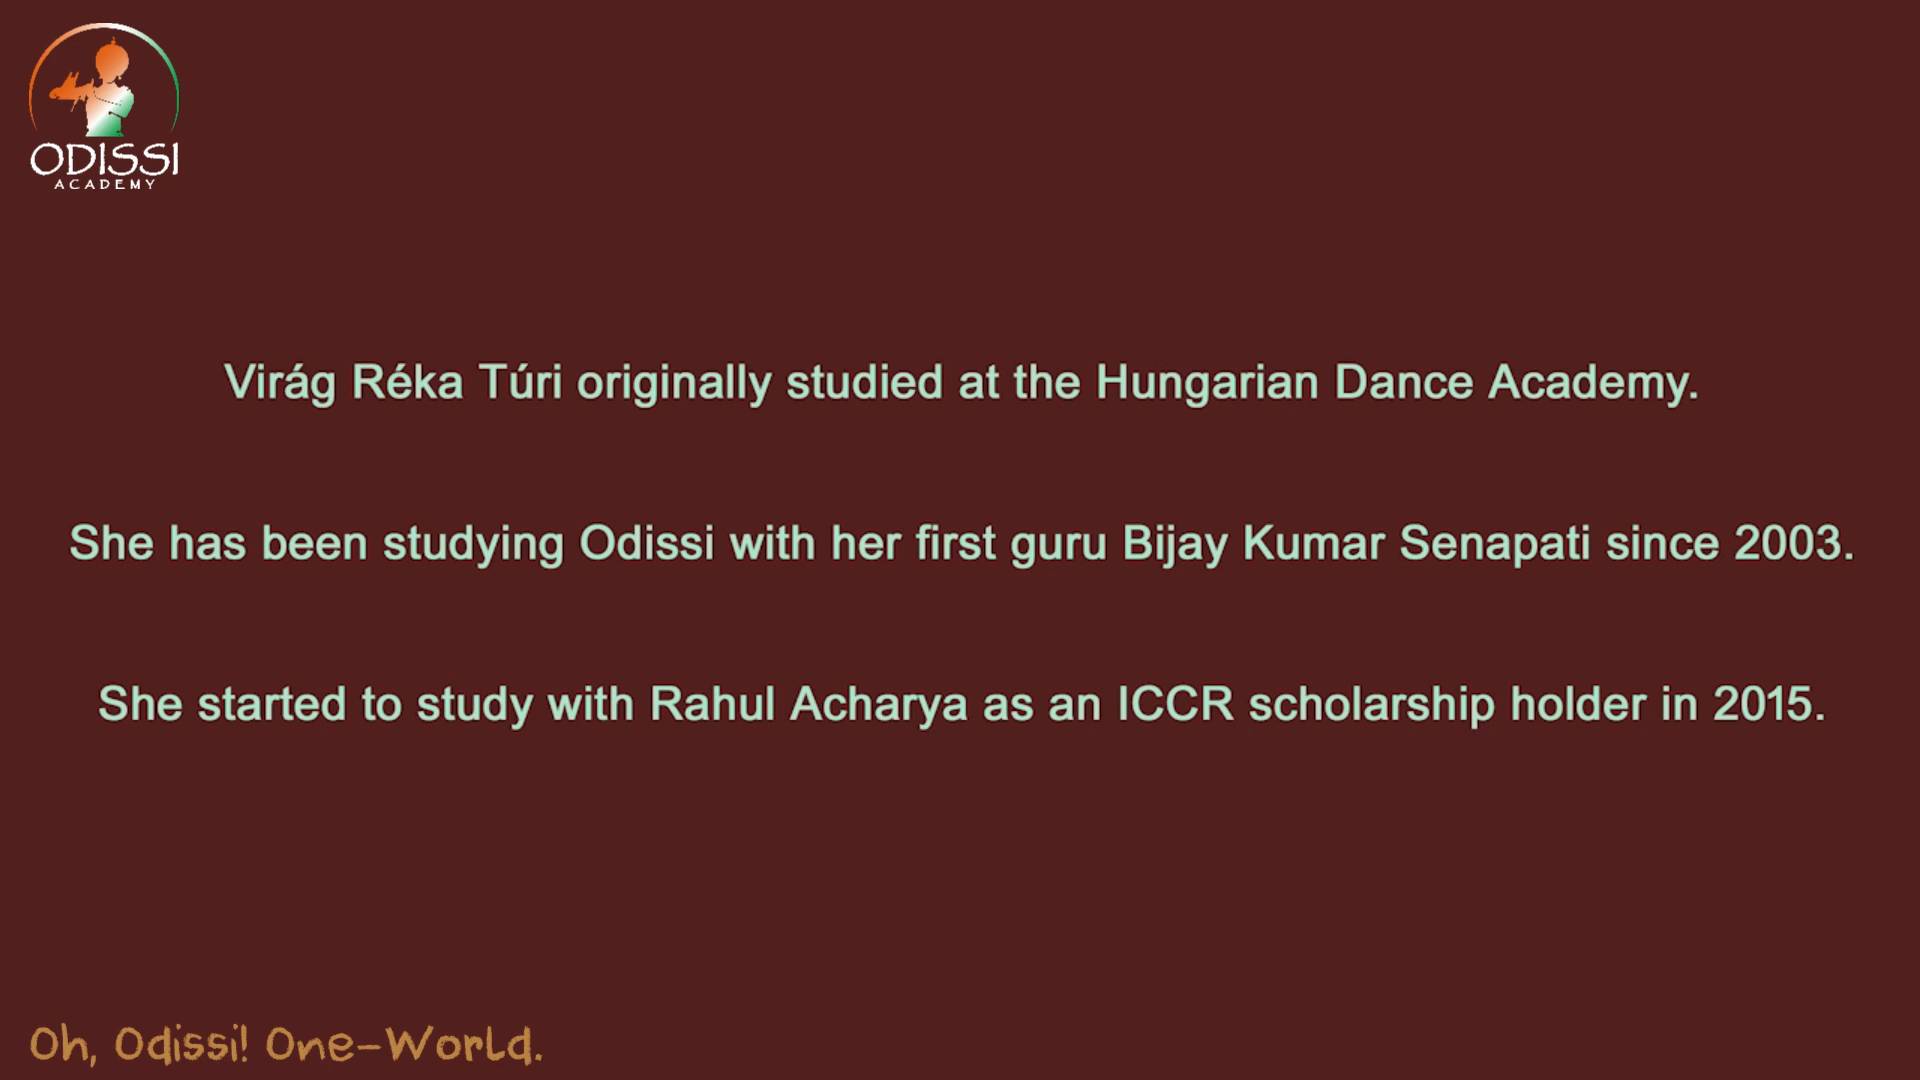 ODISSI
ACADEMY
Virág Réka Túri originally studied at the Hungarian Dance Academy.
She has been studying Odissi with her first guru Bijay Kumar Senapati since 2003.
She started to study with Rahul Acharya as an ICCR scholarship holder in 2015.
Oh, Odissi! One-World.